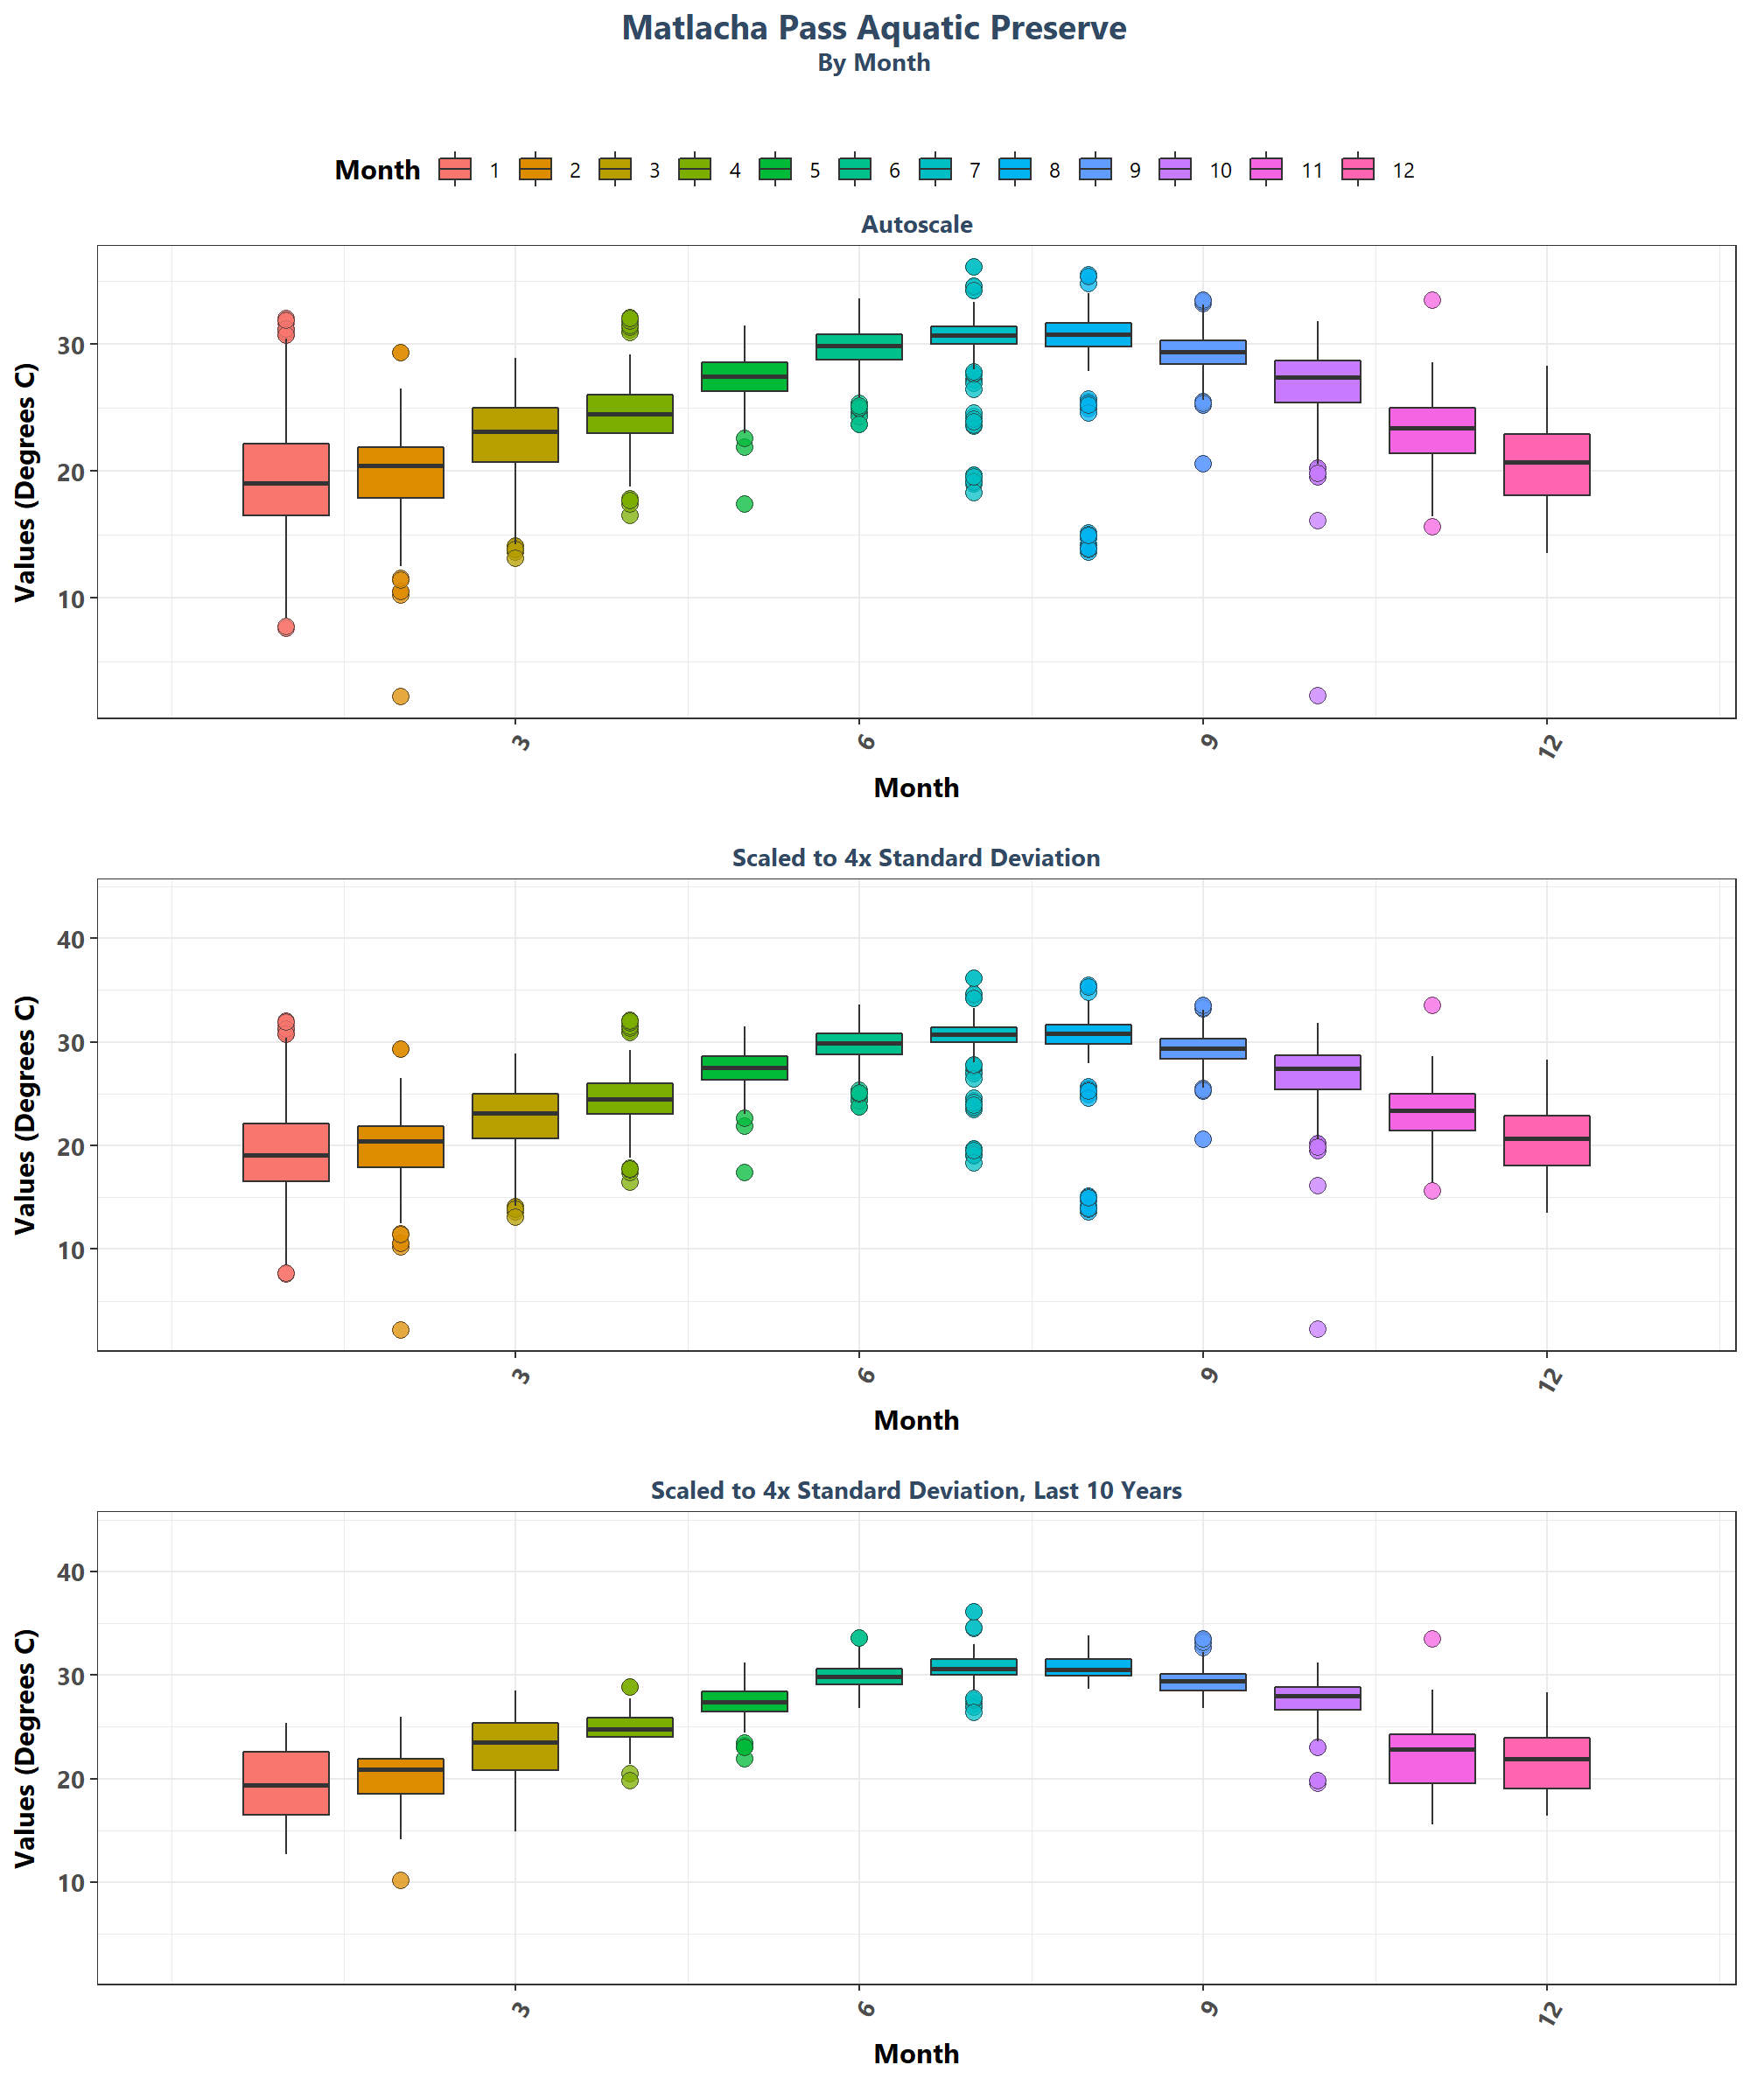 Matlacha Pass Aquatic Preserve
By Month
Month 1 2 3 4 5 6 7 8 9 10 11 12
Autoscale
Values (Degrees C)
30
20
10
3 6 9 12
Month
Scaled to 4x Standard Deviation
Values (Degrees C)
40
30
20
10
3 6 9 12
Month
Scaled to 4x Standard Deviation, Last 10 Years
Values (Degrees C)
40
30
20
10
3 6 9 12
Month